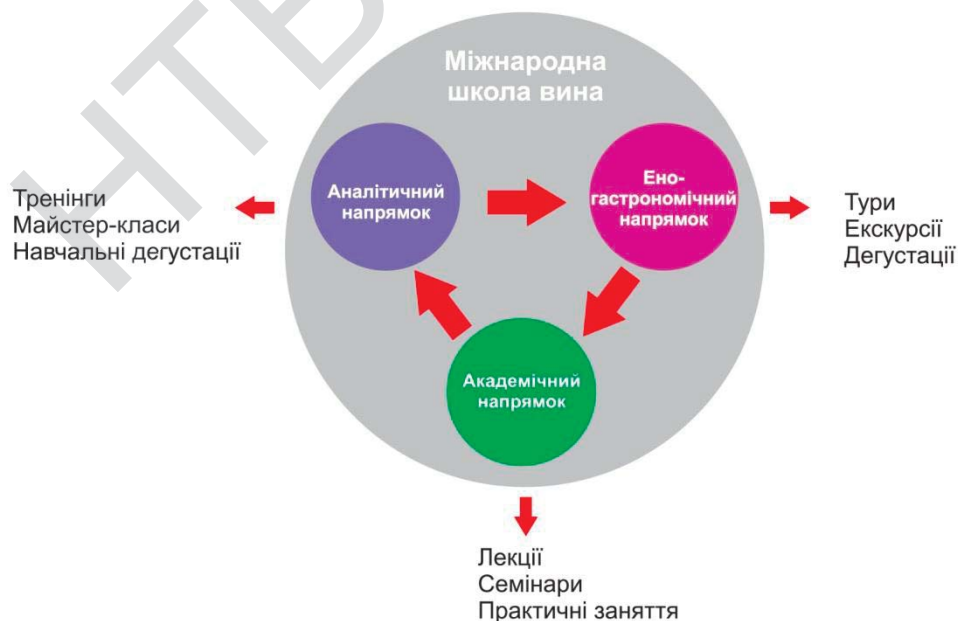 Міжнародна
школа вина
Аналітичний
напрямок
Ено-
гастрономічний
напрямок
Тренінги
Майстер-класи
Навчальні дегустації
Тури
Екскурсії
Дегустації
Академічний
напрямок
Лекції
Семінари
Практичні заняття
НТБ